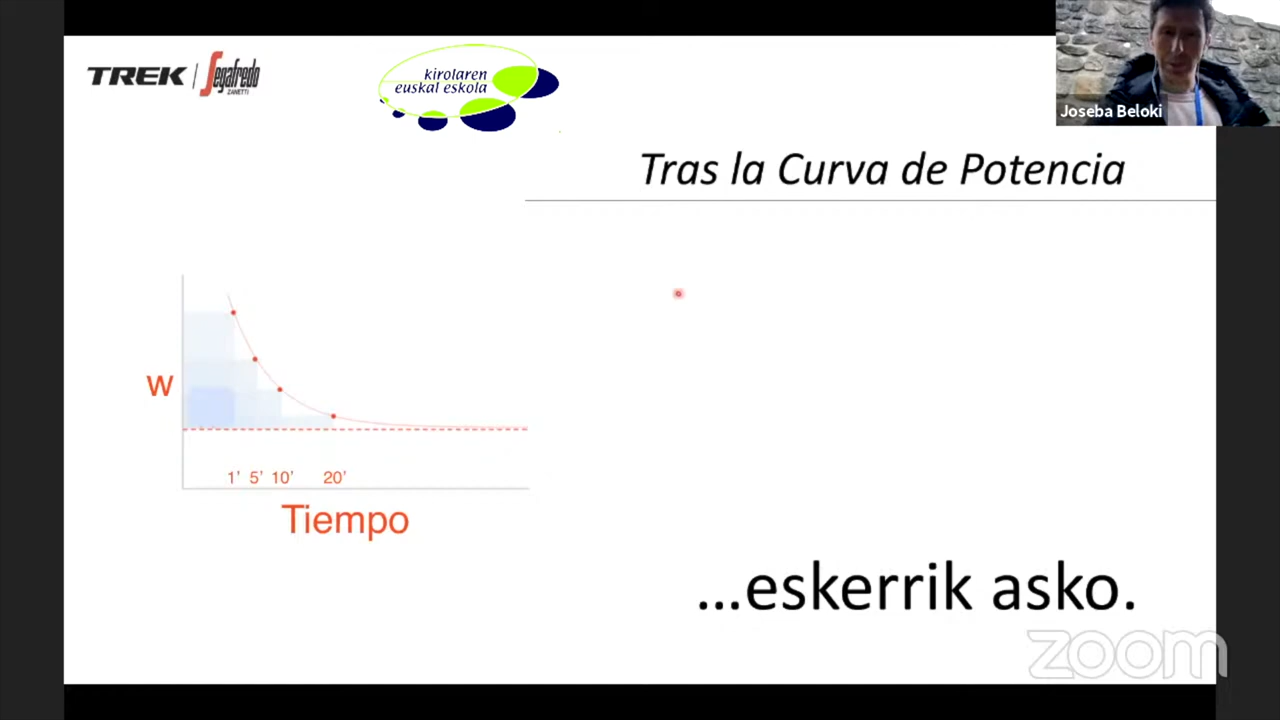 TREK
Segafredo
ZANETTI
kirolaren
euskal eskola
Joseba Beloki
Tras la Curva de Potencia
W
1' 5' 10' 20'
Tiempo
...eskerrik asko.
zoom